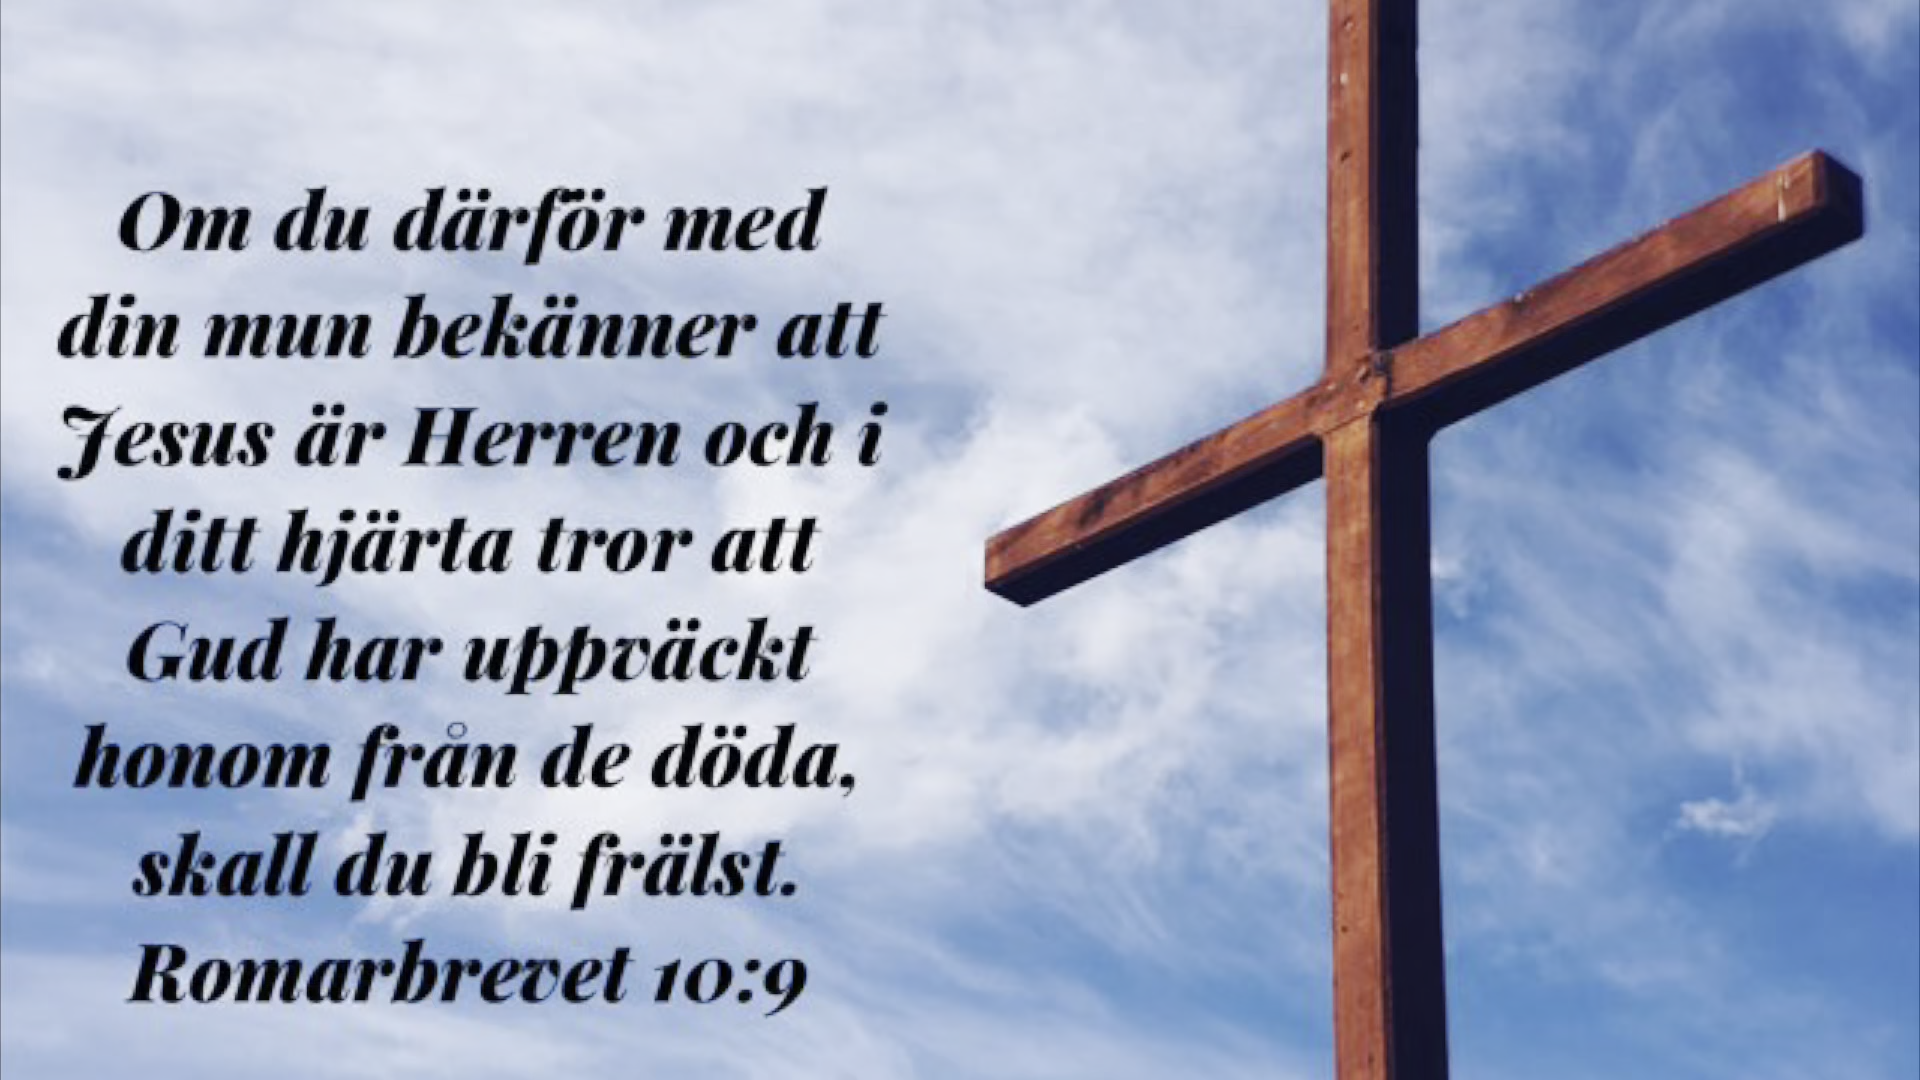 Om du därför med
din mun bekänner att
Jesus är Herren och i
ditt hjärta tror att
Gud har uppväckt
honom från de döda,
skall du bli frälst.
Romarbrevet 10:9